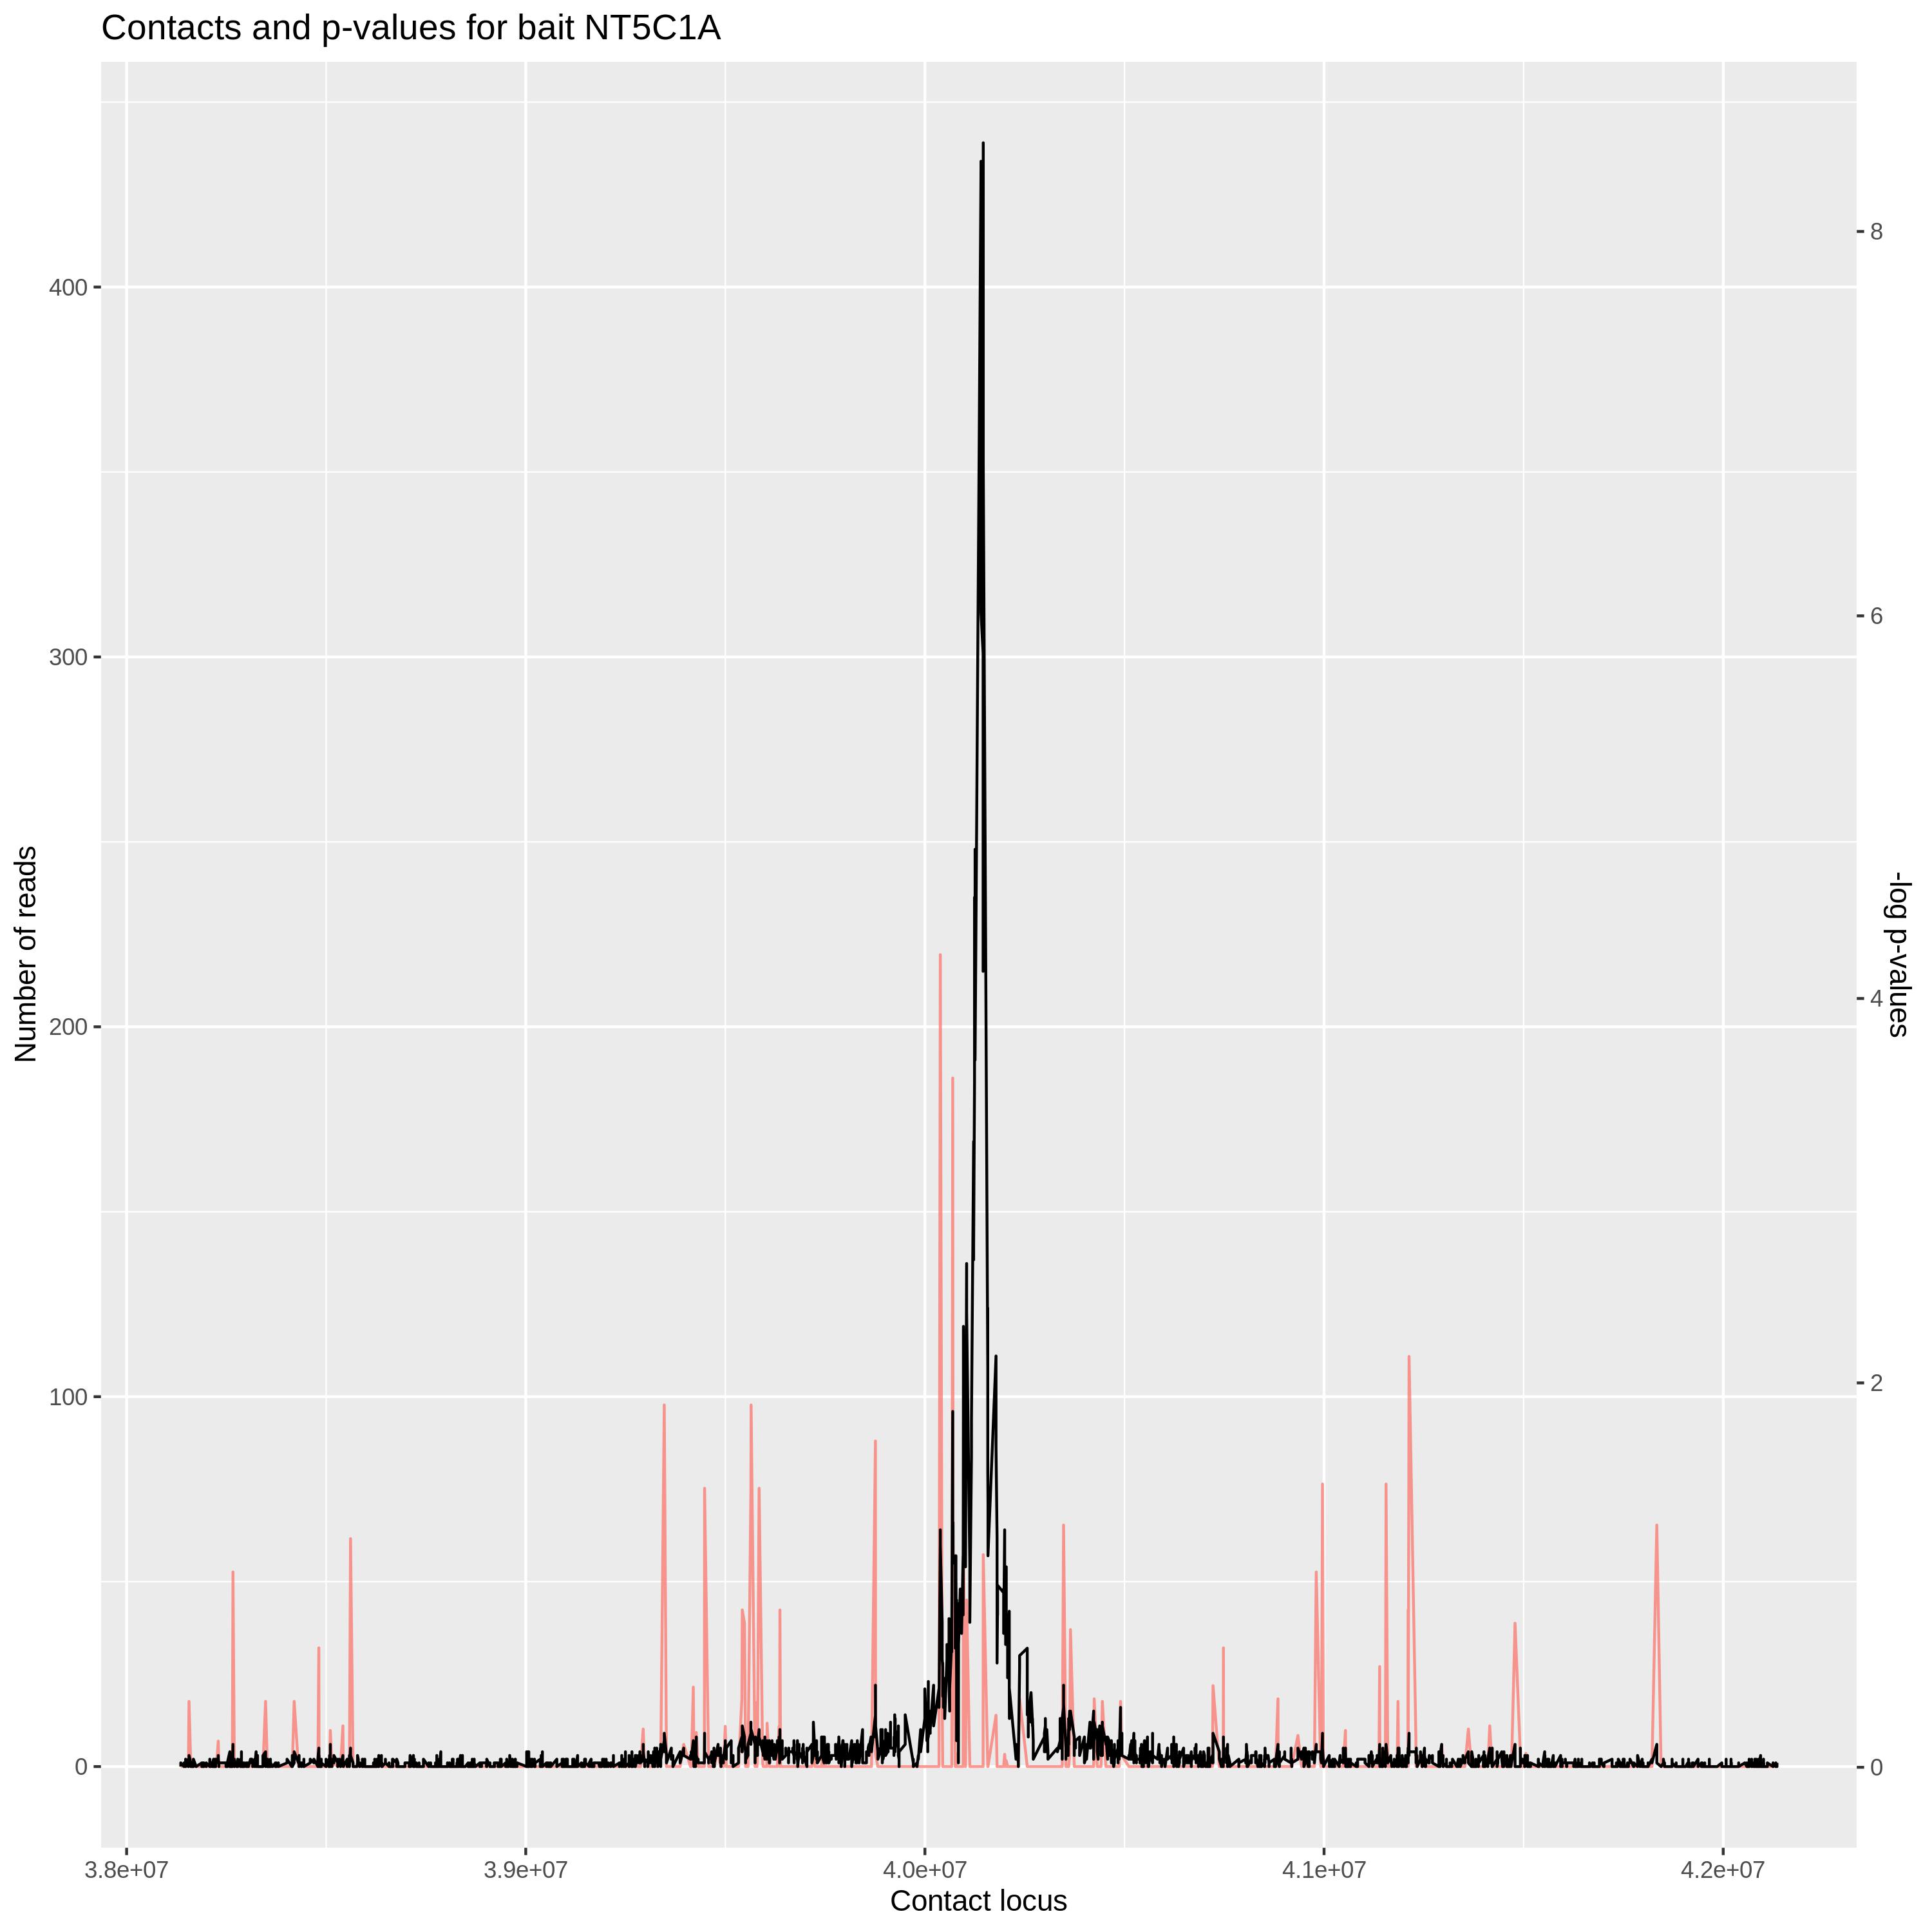 Contacts and p-values for bait NT5C1A
Number of reads
400
300
200
100
0
8
6
4
2
0
-log p-values
3.8e+07 3.9e+07 4.0e+07 4.1e+07 4.2e+07
Contact locus